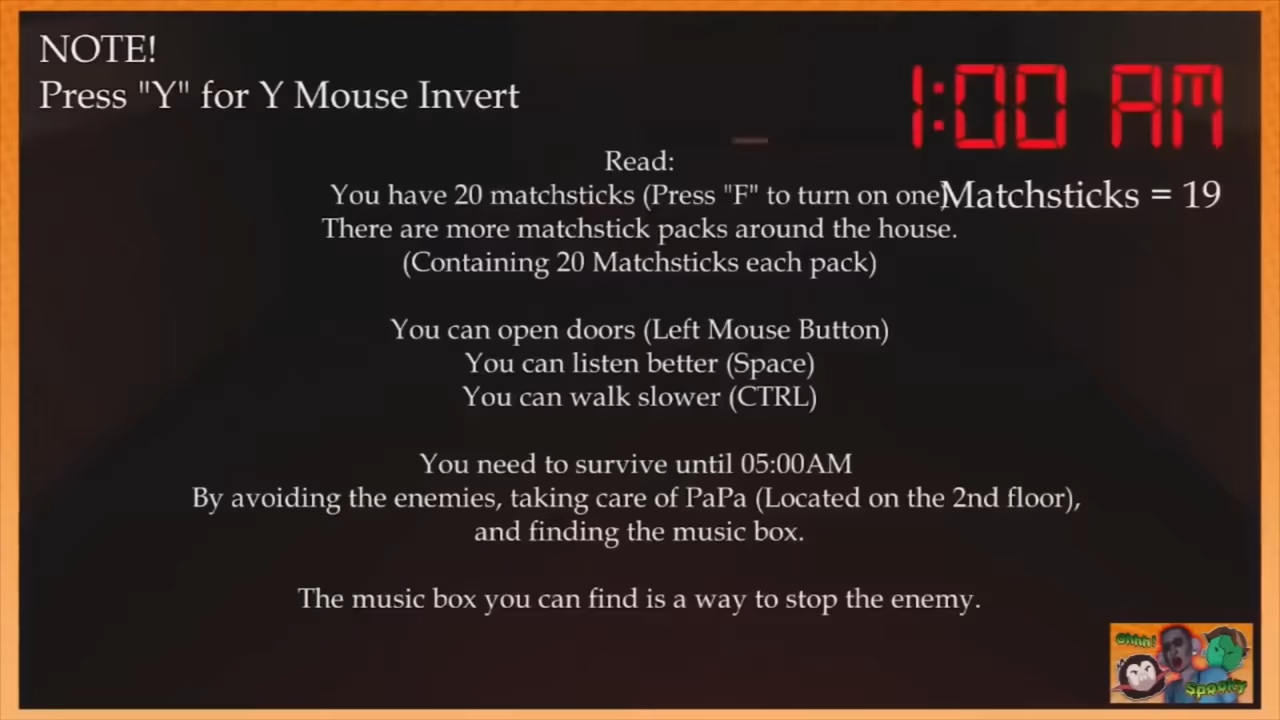 NOTE!
Press "Y" for Y Mouse Invert
1:00 AM
Matchsticks = 19
Read:
You have 20 matchsticks (Press "F" to turn on one)
There are more matchstick packs around the house.
(Containing 20 Matchsticks each pack)
You can open doors (Left Mouse Button)
You can listen better (Space)
You can walk slower (CTRL)
You need to survive until 05:00AM
By avoiding the enemies, taking care of PaPa (Located on the 2nd floor),
and finding the music box.
The music box you can find is a way to stop the enemy.
Ohhh!
Spooky